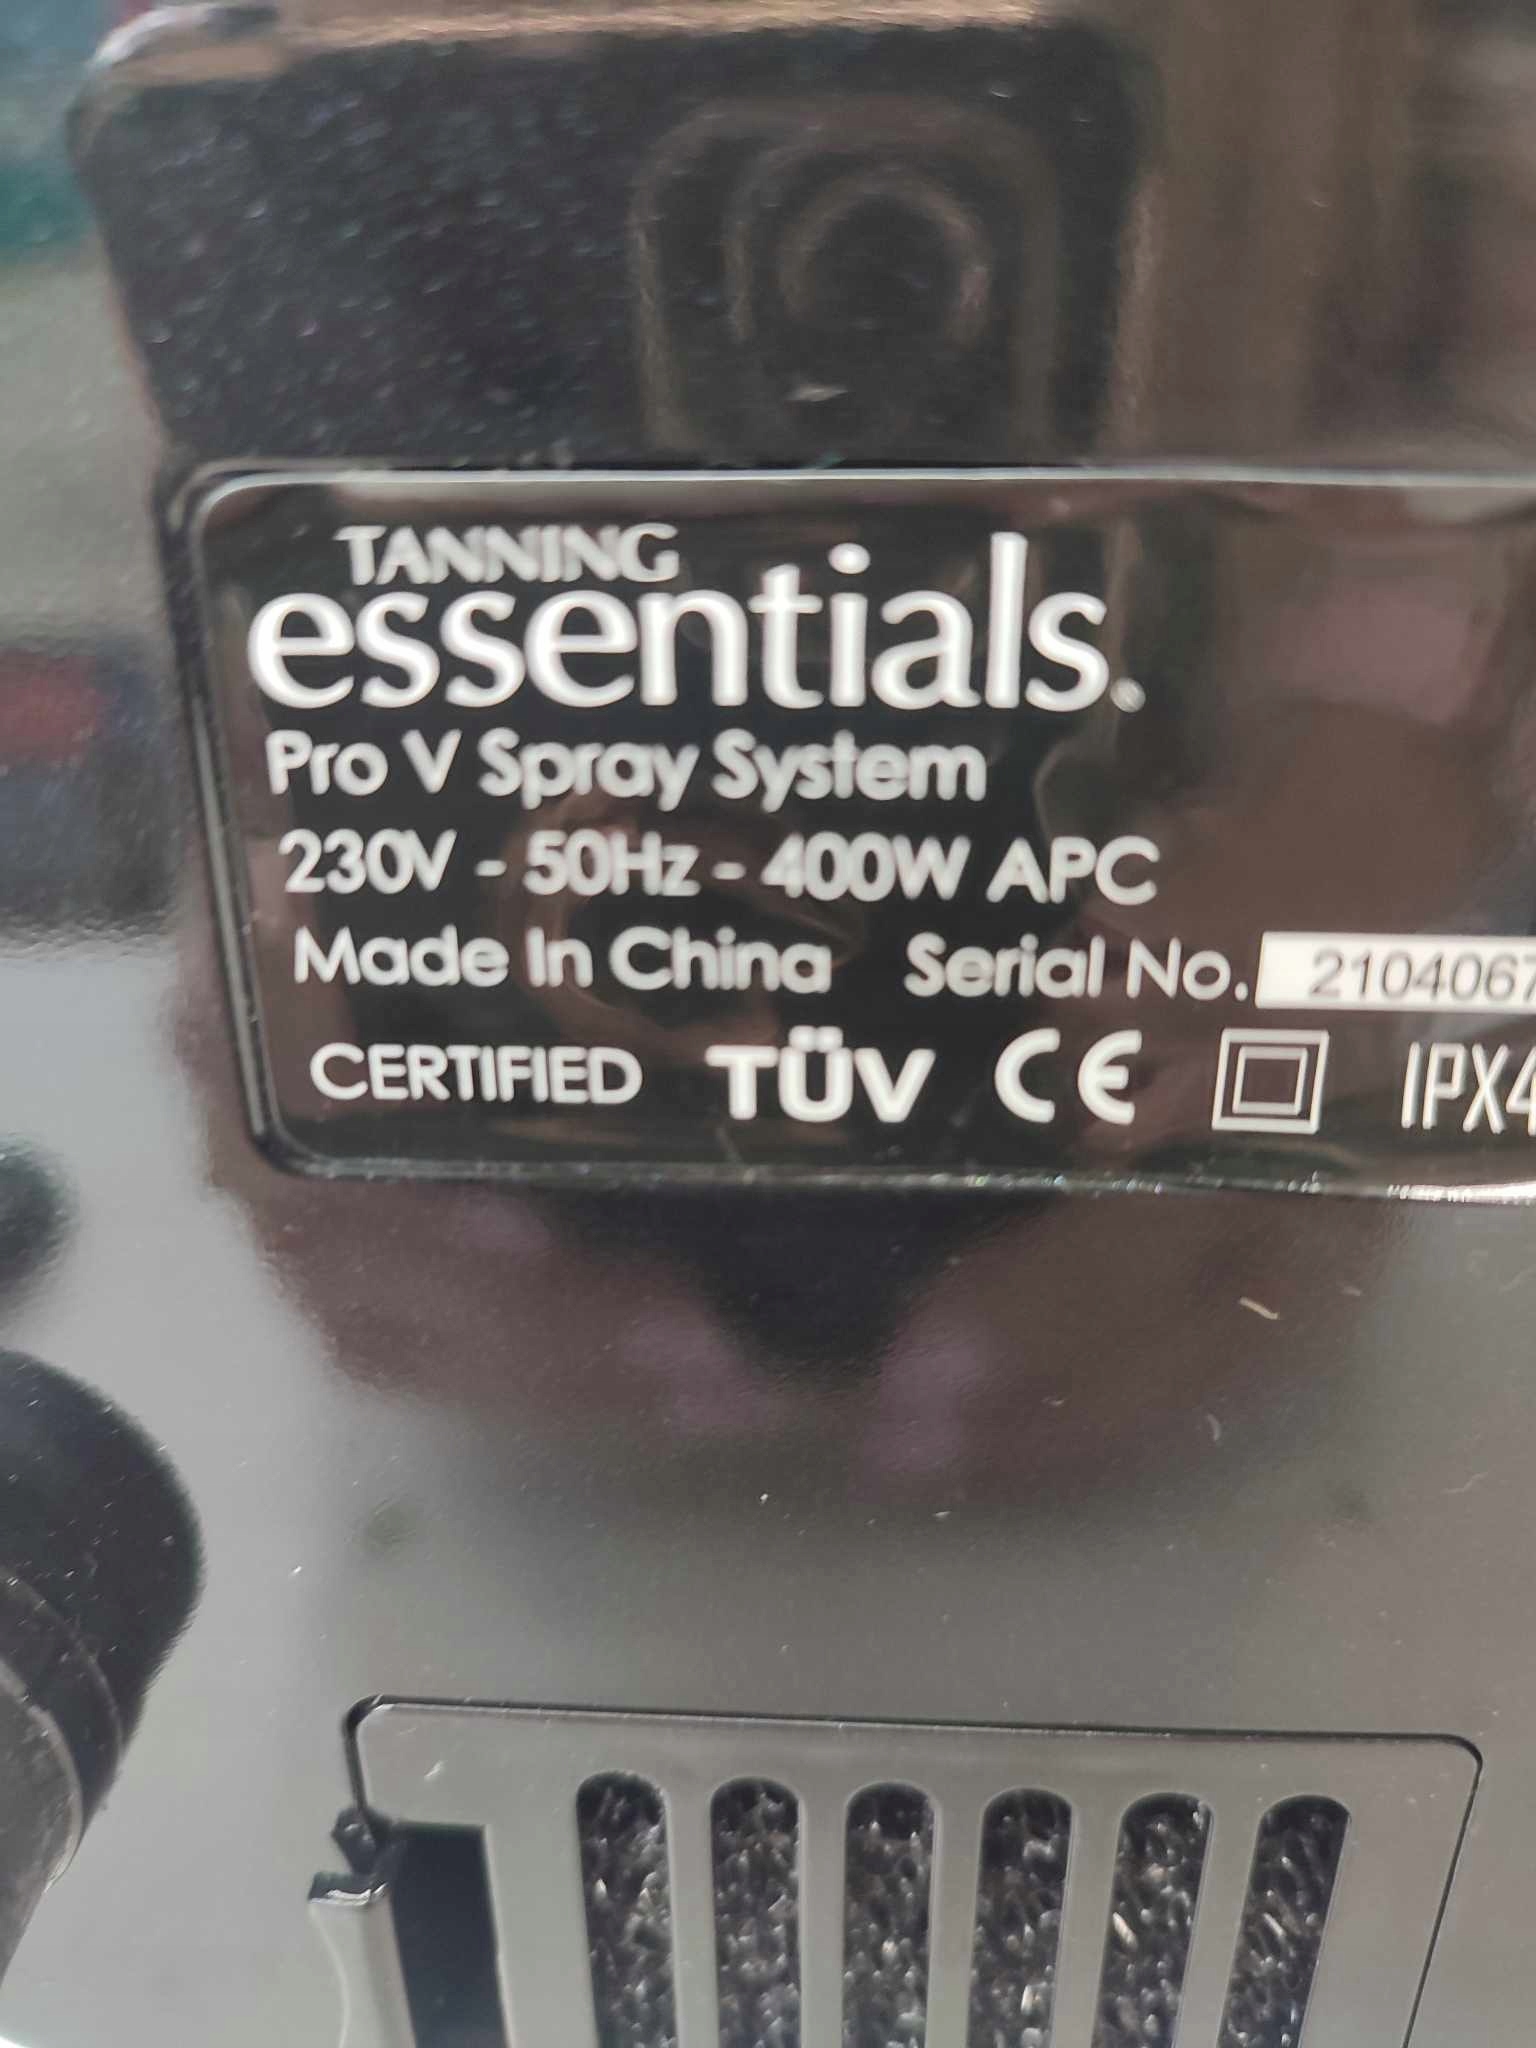 TANNING
essentials®
Pro V Spray System
230V - 50Hz - 400W APC
Made In China Serial No. 2104067
CERTIFIED TÜV CE IPX4